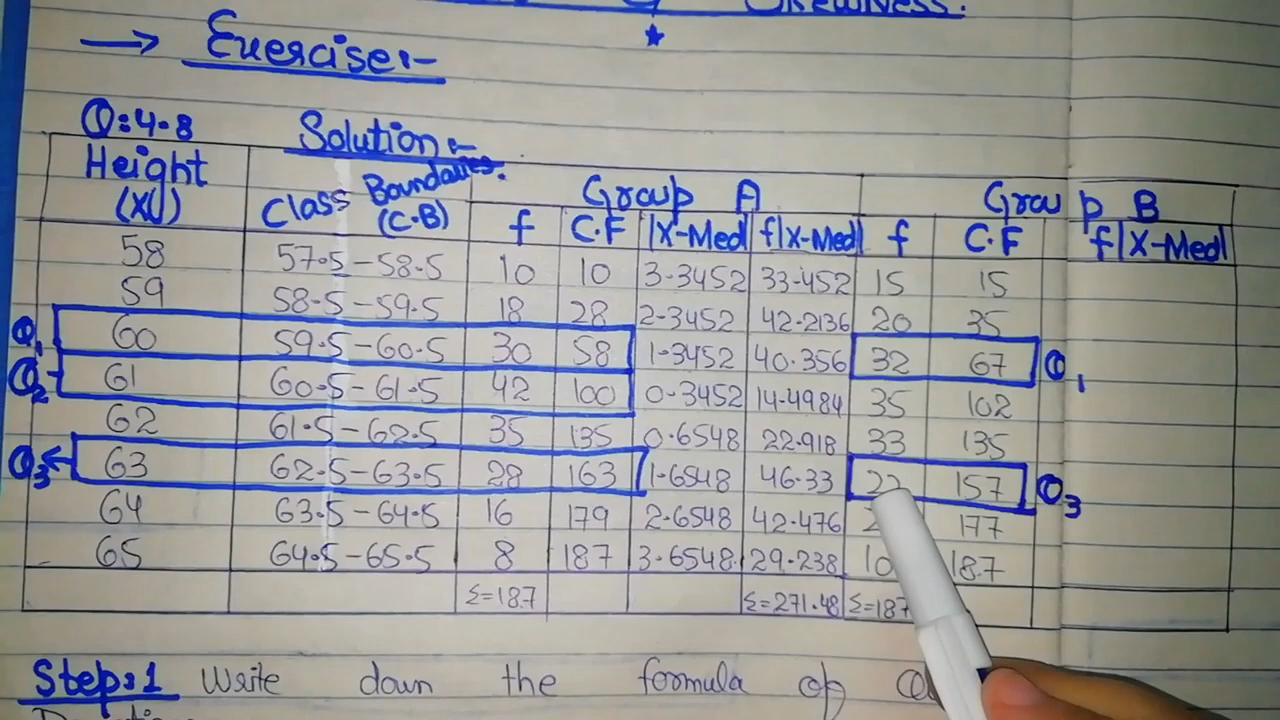 Skewness.
→ Exercise:-
Q:4.8 Solution:-
Height (XU) Class Boundaries (C.B) Group A Group B
f C.F |X-Med| f|X-Med| f C.F f|X-Med|
58 57.5-58.5 10 10 3.3452 33.452 15 15
59 58.5-59.5 18 28 2.3452 42.2136 20 35
Q1 60 59.5-60.5 30 58 1.3452 40.356 32 67 Q1
Q2 61 60.5-61.5 42 100 0.3452 14.4984 35 102
62 61.5-62.5 35 135 0.6548 22.918 33 135
Q3 63 62.5-63.5 28 163 1.6548 46.33 22 157 Q3
64 63.5-64.5 16 179 2.6548 42.476 177
65 64.5-65.5 8 187 3.6548 29.238 10 187
Σ=187 Σ=271.48 Σ=187
Step:1 Write down the formula of